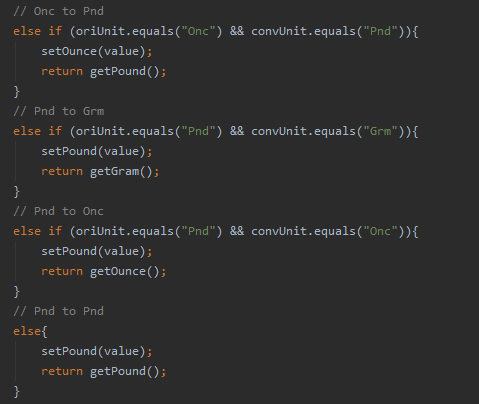 // Onc to Pnd
else if (oriUnit.equals("Onc") && convUnit.equals("Pnd")){
    setOunce(value);
    return getPound();
}
// Pnd to Grm
else if (oriUnit.equals("Pnd") && convUnit.equals("Grm")){
    setPound(value);
    return getGram();
}
// Pnd to Onc
else if (oriUnit.equals("Pnd") && convUnit.equals("Onc")){
    setPound(value);
    return getOunce();
}
// Pnd to Pnd
else{
    setPound(value);
    return getPound();
}